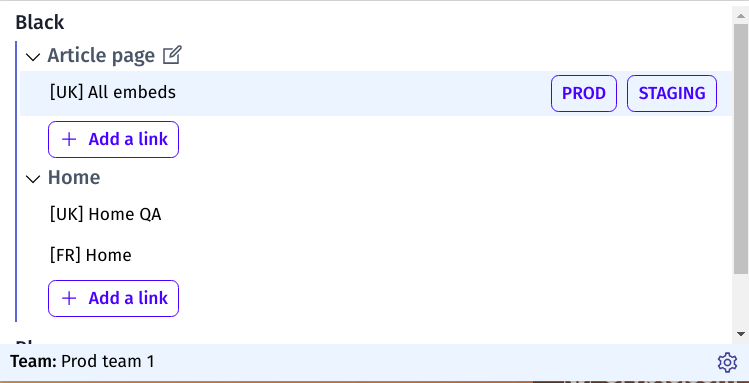 Black
Article page
[UK] All embeds
PROD
STAGING
Add a link
Home
[UK] Home QA
[FR] Home
Add a link
Team: Prod team 1